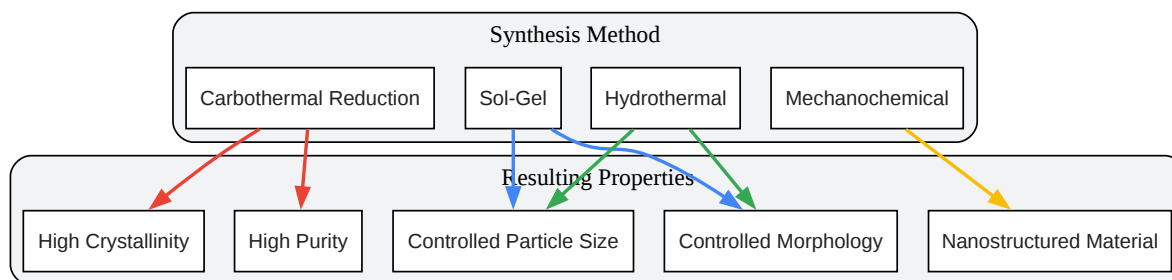 Synthesis Method
Carbothermal Reduction
Sol-Gel
Hydrothermal
Mechanochemical
Resulting Properties
High Crystallinity
High Purity
Controlled Particle Size
Controlled Morphology
Nanostructured Material